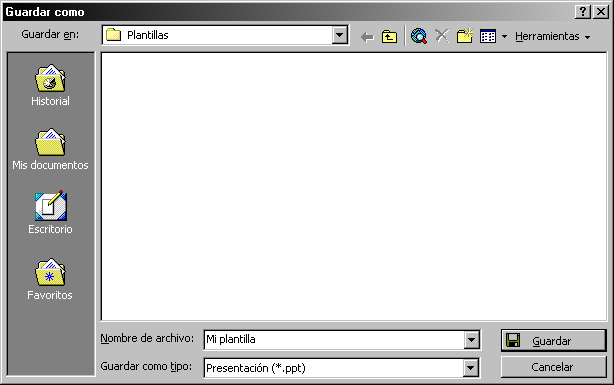 Guardar como
Guardar en:
Plantillas
Herramientas
Historial
Mis documentos
Escritorio
Favoritos
Nombre de archivo:
Mi plantilla
Guardar
Guardar como tipo:
Presentación (*.ppt)
Cancelar